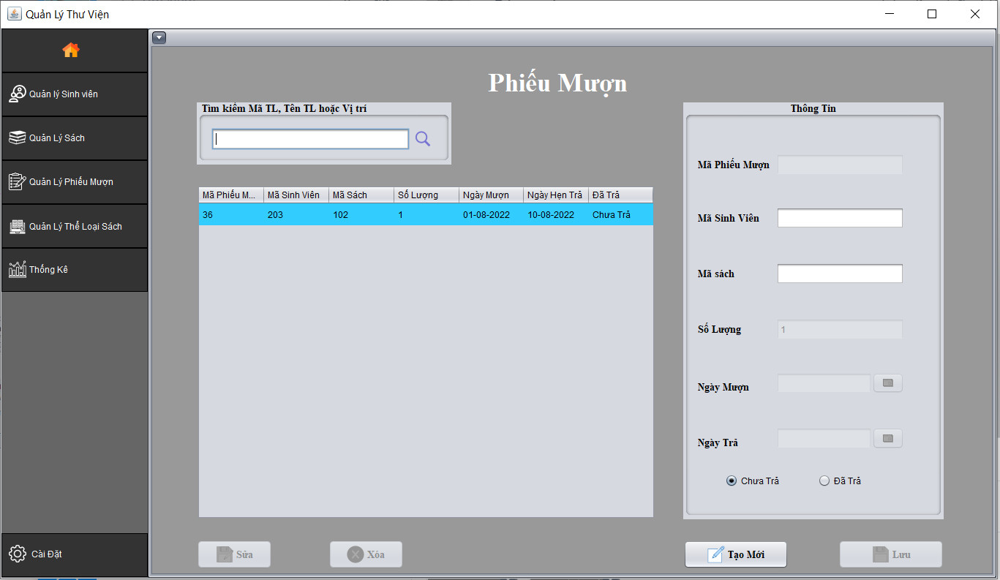 Quản Lý Thư Viện
Quản lý Sinh viên
Quản Lý Sách
Quản Lý Phiếu Mượn
Quản Lý Thể Loại Sách
Thống Kê
Cài Đặt
Phiếu Mượn
Tìm kiếm Mã TL, Tên TL hoặc Vị trí
Mã Phiếu M... Mã Sinh Viên Mã Sách Số Lượng Ngày Mượn Ngày Hẹn Trả Đã Trả
36 203 102 1 01-08-2022 10-08-2022 Chưa Trả
Sửa Xóa
Thông Tin
Mã Phiếu Mượn
Mã Sinh Viên
Mã sách
Số Lượng 1
Ngày Mượn
Ngày Trả
Chưa Trả Đã Trả
Tạo Mới Lưu